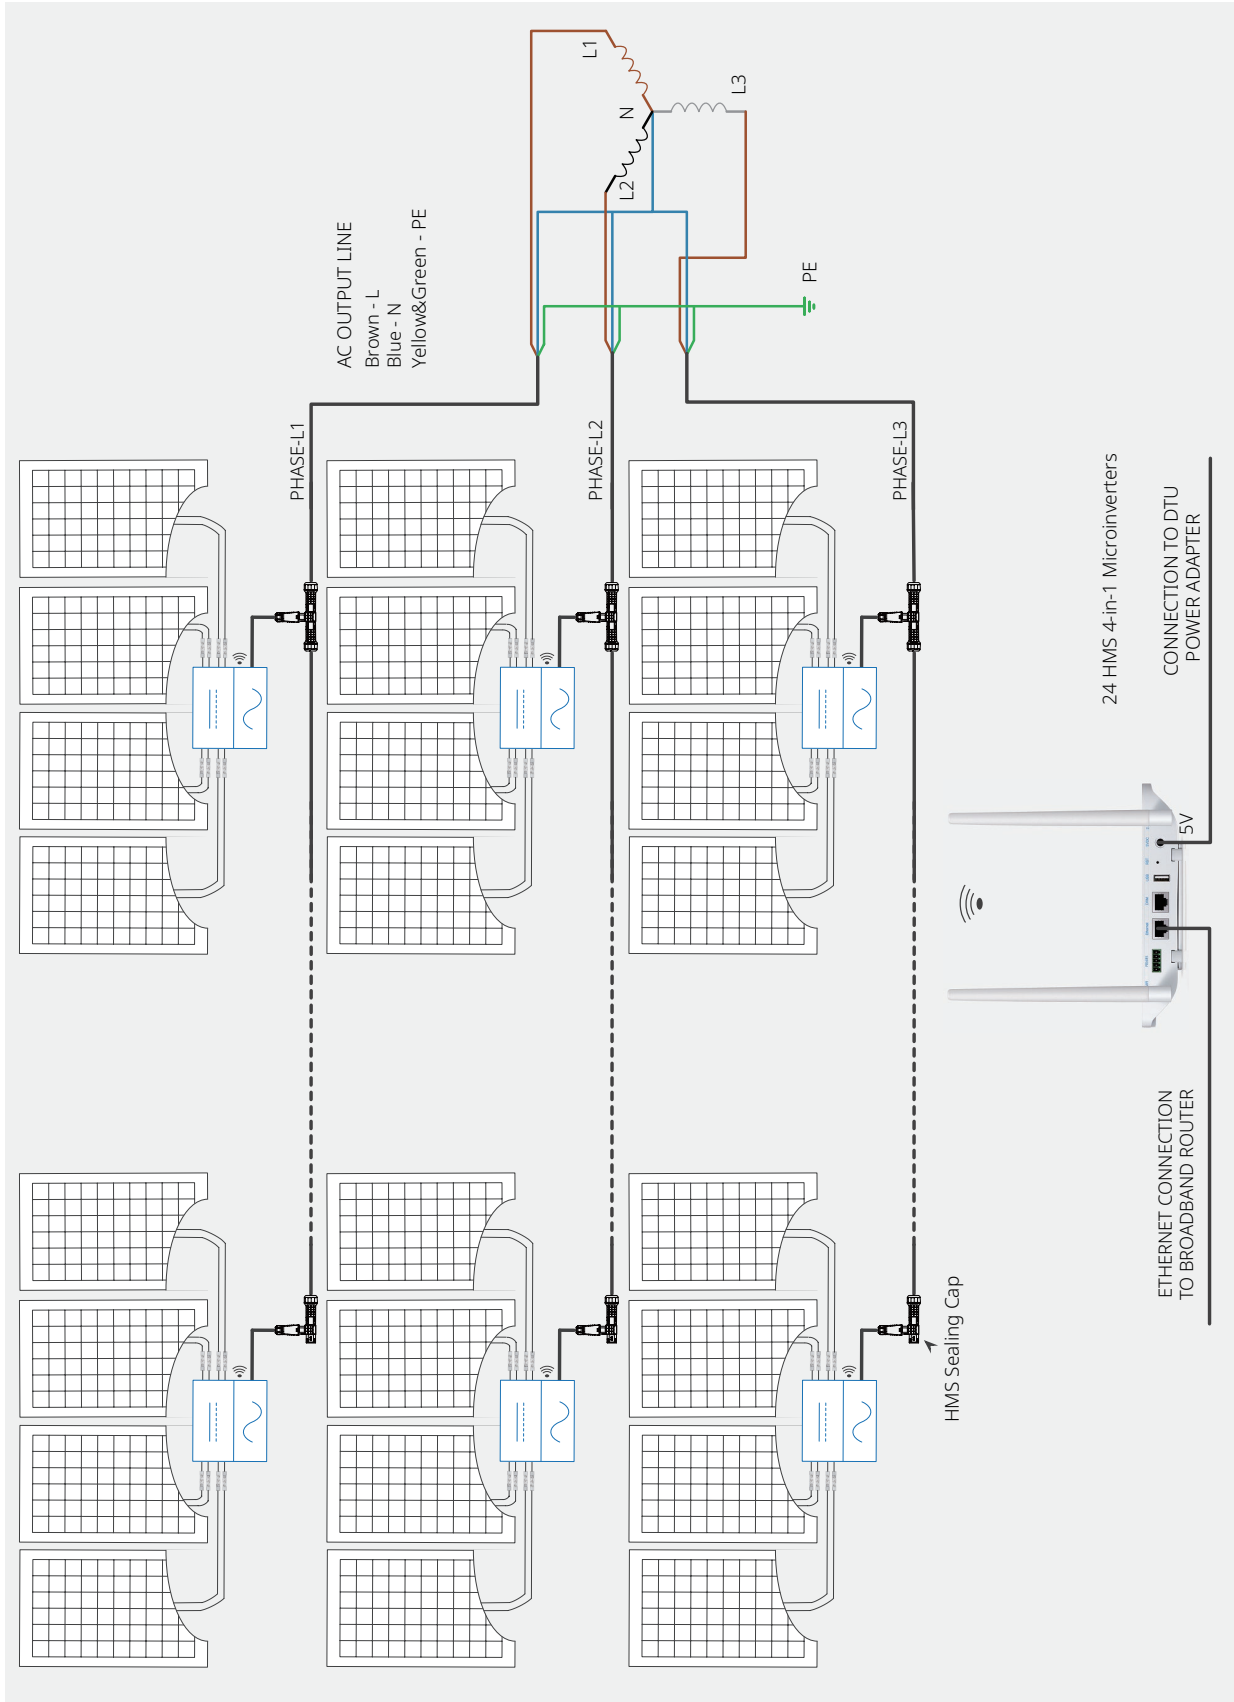 AC OUTPUT LINE
Brown - L
Blue - N
Yellow&Green - PE
L1
N
L2
L3
PE
PHASE-L1
PHASE-L2
PHASE-L3
24 HMS 4-in-1 Microinverters
CONNECTION TO DTU
POWER ADAPTER
5V
ETHERNET CONNECTION
TO BROADBAND ROUTER
HMS Sealing Cap